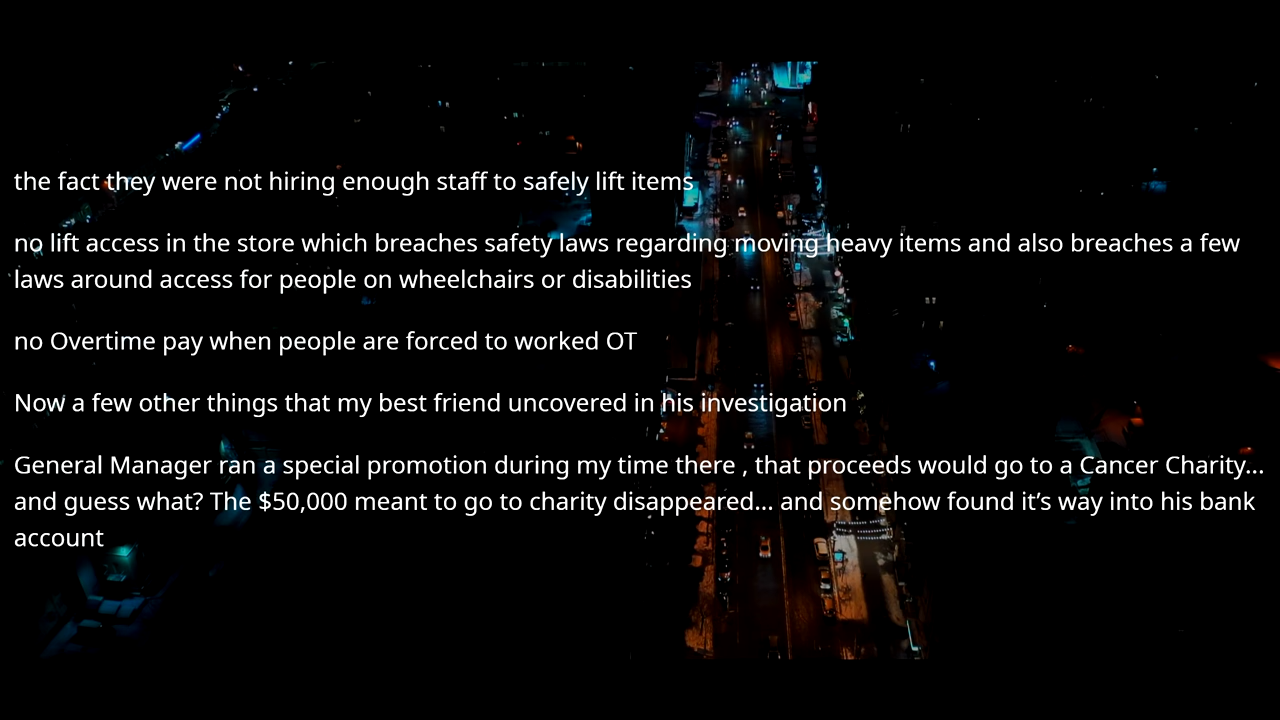 the fact they were not hiring enough staff to safely lift items
no lift access in the store which breaches safety laws regarding moving heavy items and also breaches a few
laws around access for people on wheelchairs or disabilities
no Overtime pay when people are forced to worked OT
Now a few other things that my best friend uncovered in his investigation
General Manager ran a special promotion during my time there , that proceeds would go to a Cancer Charity...
and guess what? The $50,000 meant to go to charity disappeared... and somehow found it’s way into his bank
account